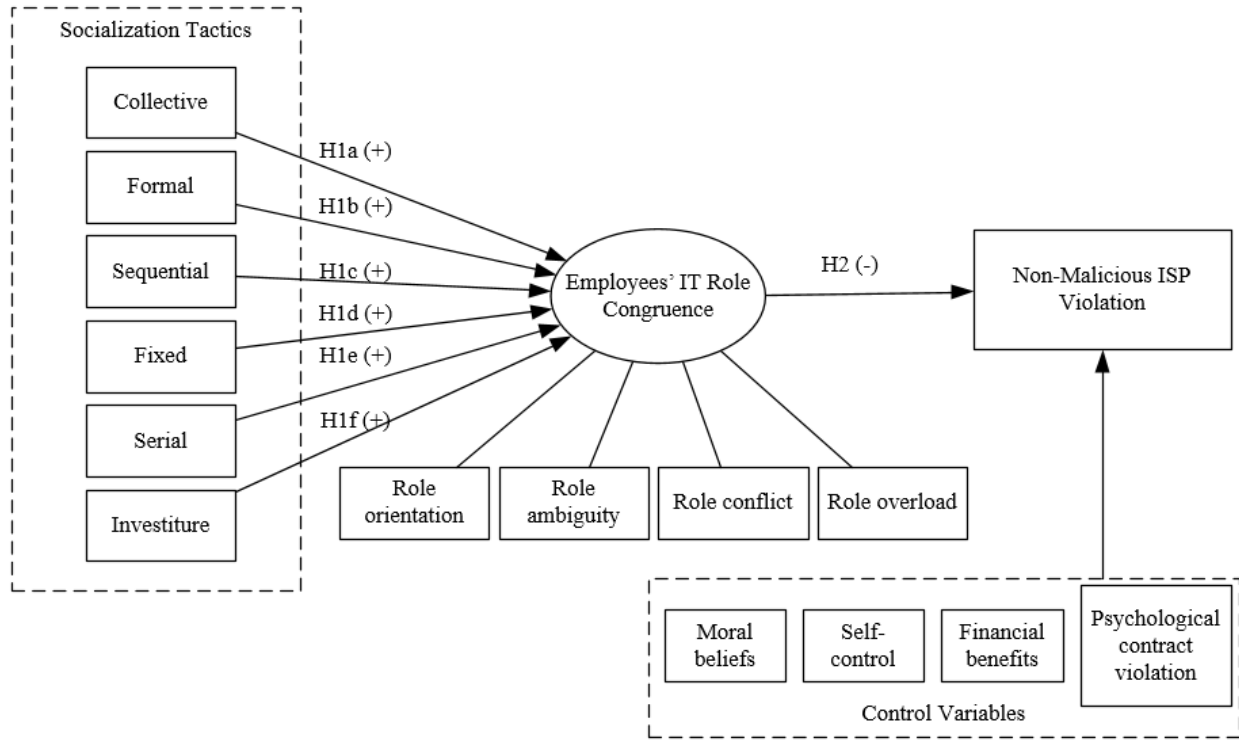 Socialization Tactics
Collective
Formal
Sequential
Fixed
Serial
Investiture
H1a (+)
H1b (+)
H1c (+)
H1d (+)
H1e (+)
H1f (+)
Employees’ IT Role
Congruence
H2 (-)
Non-Malicious ISP
Violation
Role
orientation
Role
ambiguity
Role conflict
Role overload
Moral
beliefs
Self-
control
Financial
benefits
Psychological
contract
violation
Control Variables